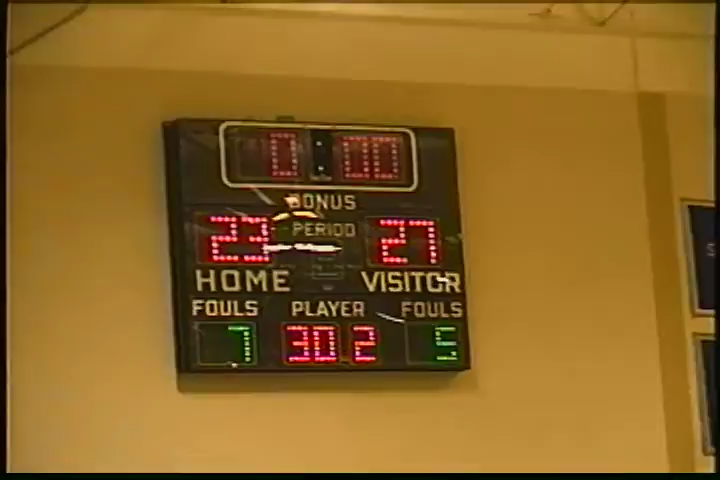 0 00
BONUS
23 PERIOD 27
HOME VISITOR
FOULS PLAYER FOULS
7 30 2 5